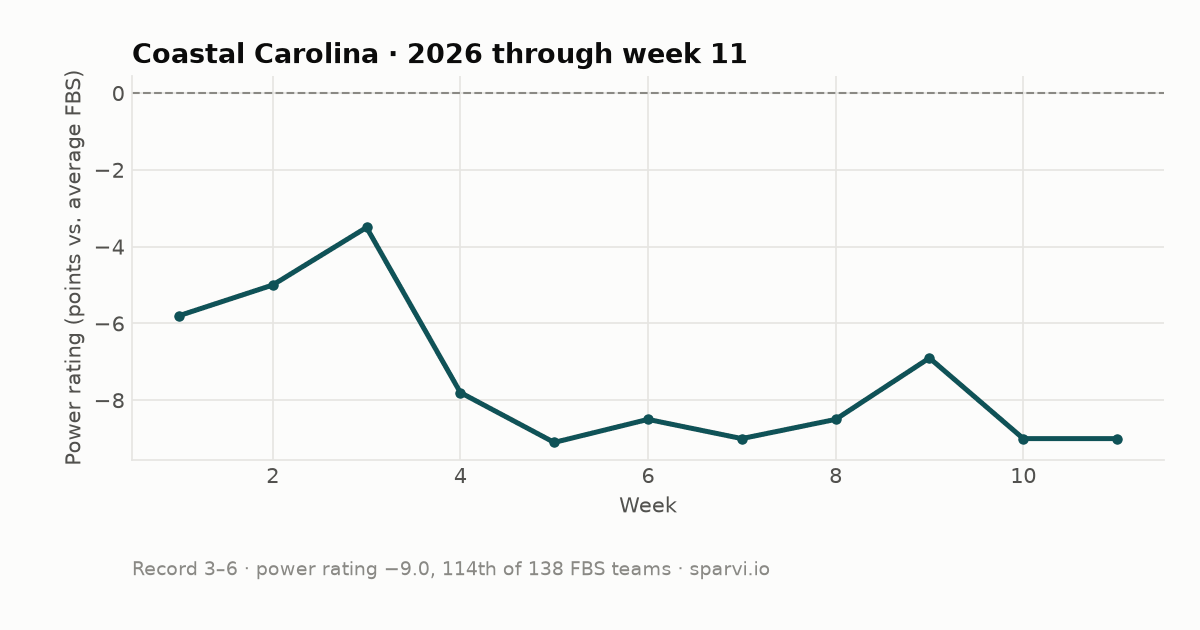 Coastal Carolina · 2026 through week 11
Power rating (points vs. average FBS)
0
−2
−4
−6
−8
2 4 6 8 10
Week
Record 3–6 · power rating −9.0, 114th of 138 FBS teams · sparvi.io